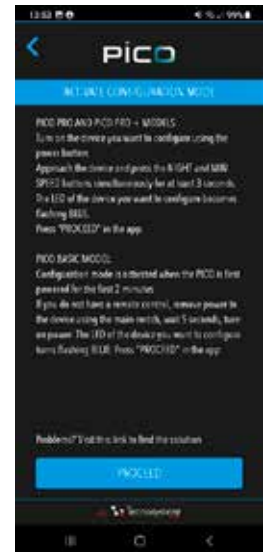 13:53 99%
PICO
ACTIVATE CONFIGURATION MODE
PICO PRO AND PICO PRO + MODELS
Turn on the device you want to configure using the
power button
Approach the device and press the NIGHT and MIN
SPEED buttons simultaneously for at least 3 seconds.
The LED of the device you want to configure becomes
flashing BLUE.
Press "PROCEED" in the app.
PICO BASIC MODEL:
Configuration mode is activated when the PICO is first
powered for the first 2 minutes
If you do not have a remote control, remove power to
the device using the main switch, wait 5 seconds, turn
on power. The LED of the device you want to configure
turns flashing BLUE. Press "PROCEED" in the app.
Problems? Visit this link to find the solution
PROCEED
Tecnosystemi